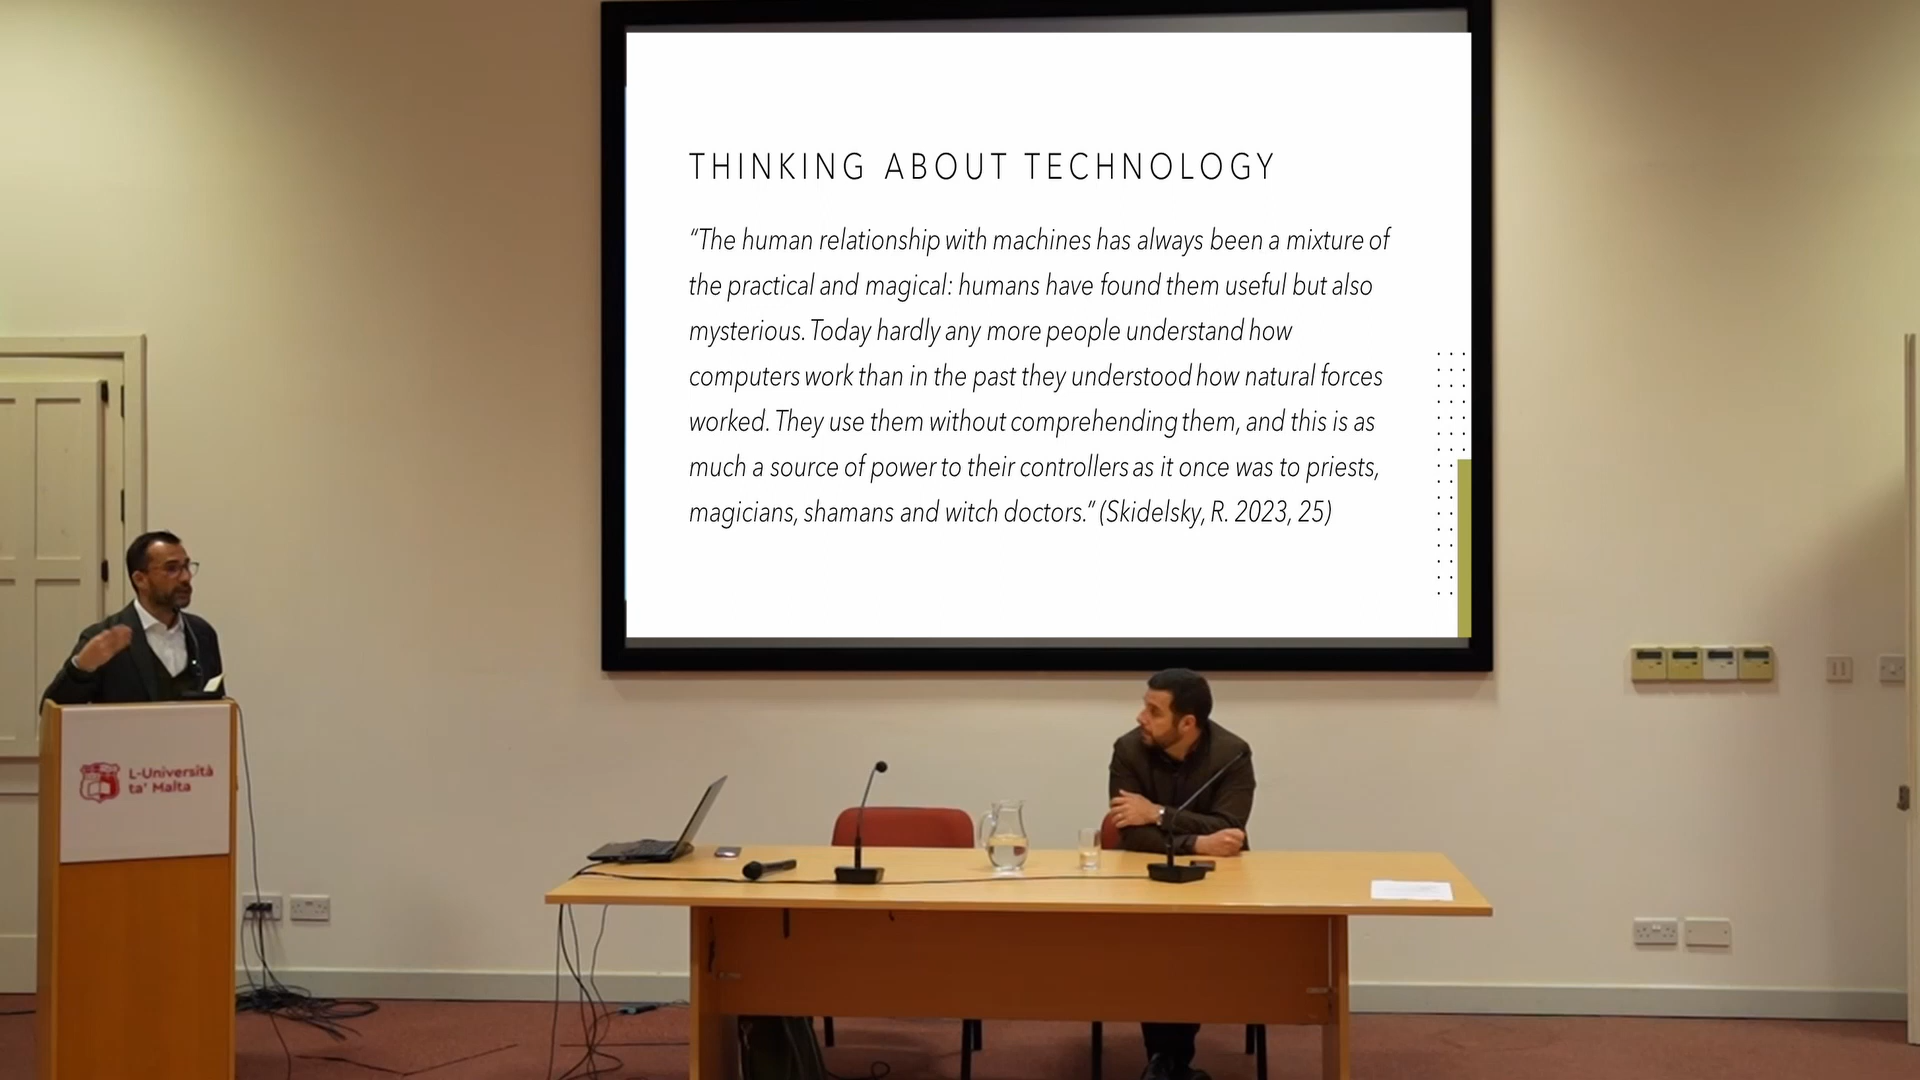 THINKING ABOUT TECHNOLOGY
“The human relationship with machines has always been a mixture of
the practical and magical: humans have found them useful but also
mysterious. Today hardly any more people understand how
computers work than in the past they understood how natural forces
worked. They use them without comprehending them, and this is as
much a source of power to their controllers as it once was to priests,
magicians, shamans and witch doctors.” (Skidelsky, R. 2023, 25)
L-Università
ta' Malta